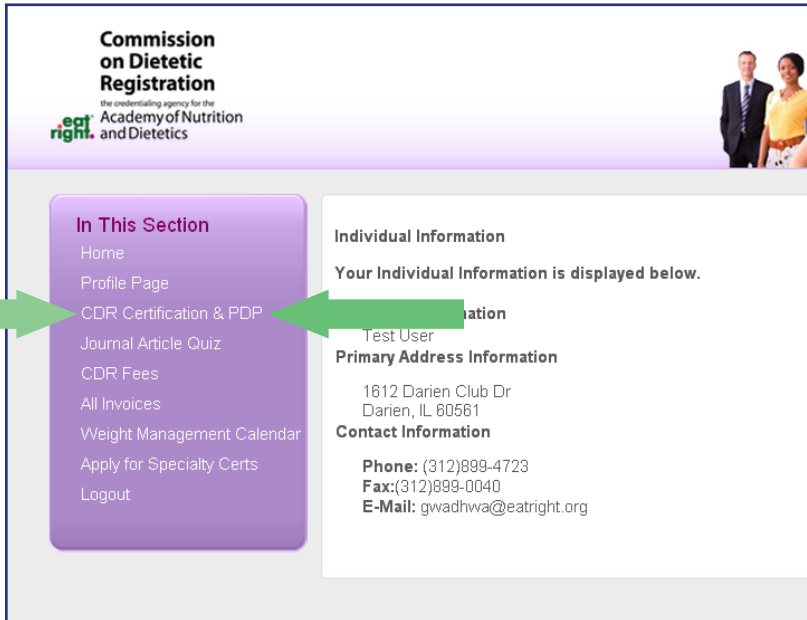 Commission
on Dietetic
Registration
the credentialing agency for the
eat right. Academy of Nutrition
and Dietetics
In This Section
Home
Profile Page
CDR Certification & PDP
Journal Article Quiz
CDR Fees
All Invoices
Weight Management Calendar
Apply for Specialty Certs
Logout
Individual Information
Your Individual Information is displayed below.
Test User
Primary Address Information
1612 Darien Club Dr
Darien, IL 60561
Contact Information
Phone: (312)899-4723
Fax:(312)899-0040
E-Mail: gwadhwa@eatright.org